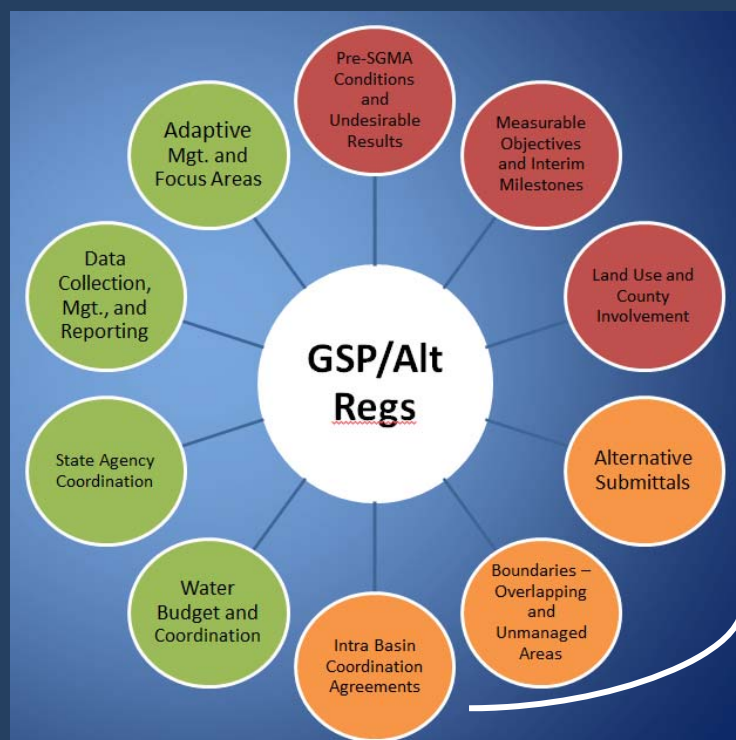 GSP/Alt
Regs
Pre-SGMA
Conditions
and
Undesirable
Results
Measurable
Objectives
and Interim
Milestones
Land Use and
County
Involvement
Alternative
Submittals
Boundaries –
Overlapping
and
Unmanaged
Areas
Intra Basin
Coordination
Agreements
Water
Budget and
Coordination
State Agency
Coordination
Data
Collection,
Mgt., and
Reporting
Adaptive
Mgt. and
Focus Areas